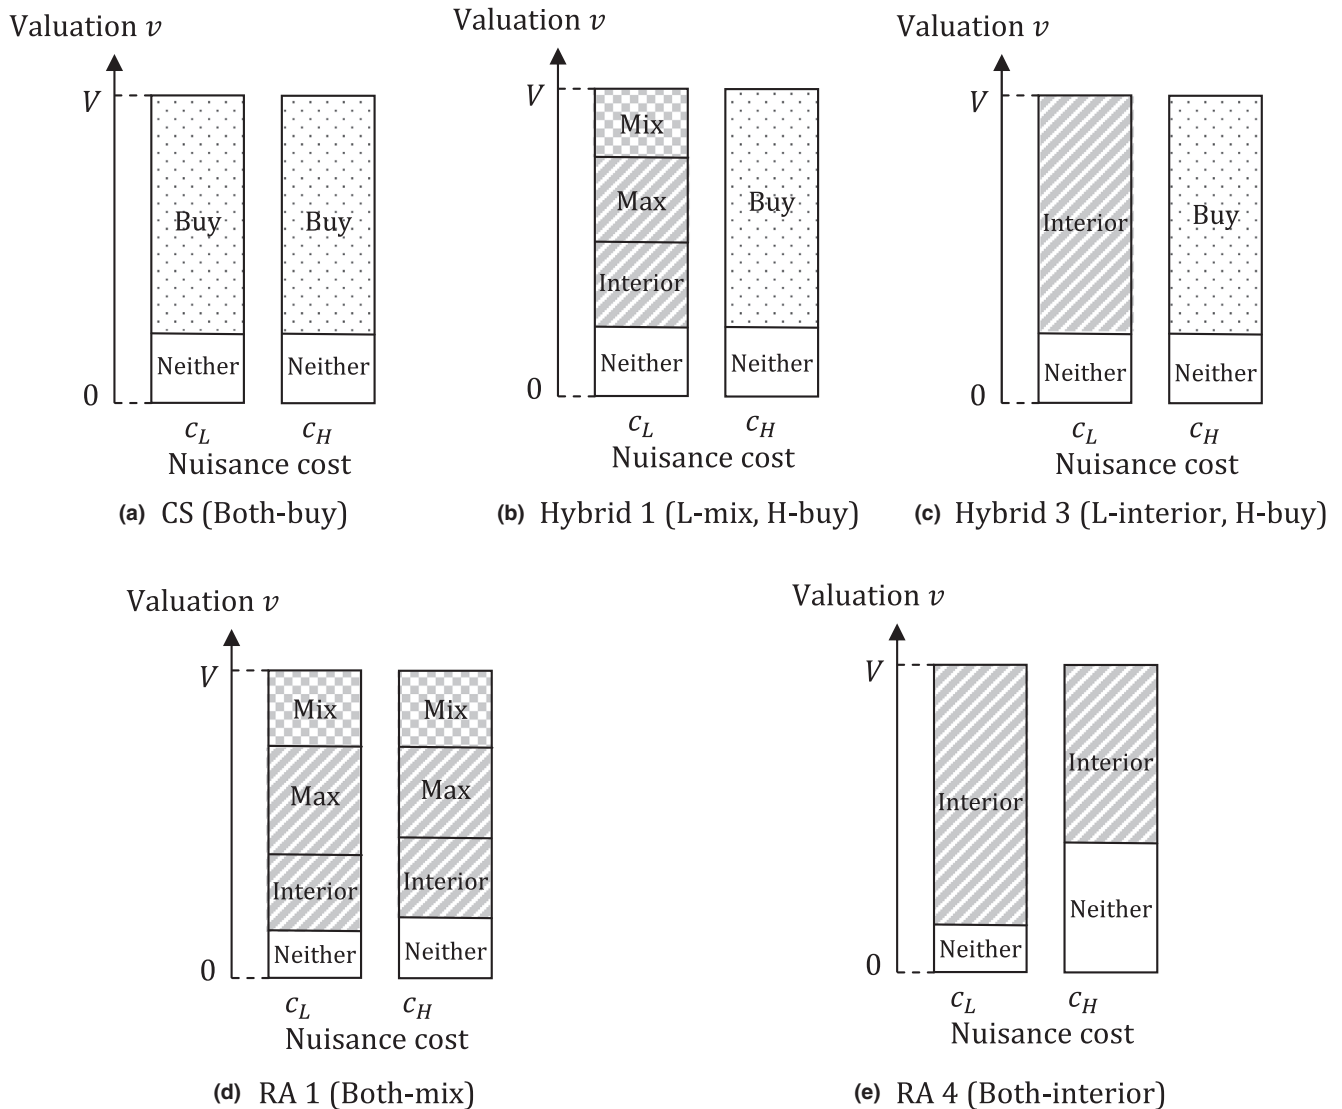 Valuation v
V
Buy
Buy
Neither
Neither
0
c_L
c_H
Nuisance cost
(a) CS (Both-buy)
Valuation v
V
Mix
Max
Buy
Interior
Neither
Neither
0
c_L
c_H
Nuisance cost
(b) Hybrid 1 (L-mix, H-buy)
Valuation v
V
Interior
Buy
Neither
Neither
0
c_L
c_H
Nuisance cost
(c) Hybrid 3 (L-interior, H-buy)
Valuation v
V
Mix
Mix
Max
Max
Interior
Interior
Neither
Neither
0
c_L
c_H
Nuisance cost
(d) RA 1 (Both-mix)
Valuation v
V
Interior
Interior
Neither
Neither
0
c_L
c_H
Nuisance cost
(e) RA 4 (Both-interior)